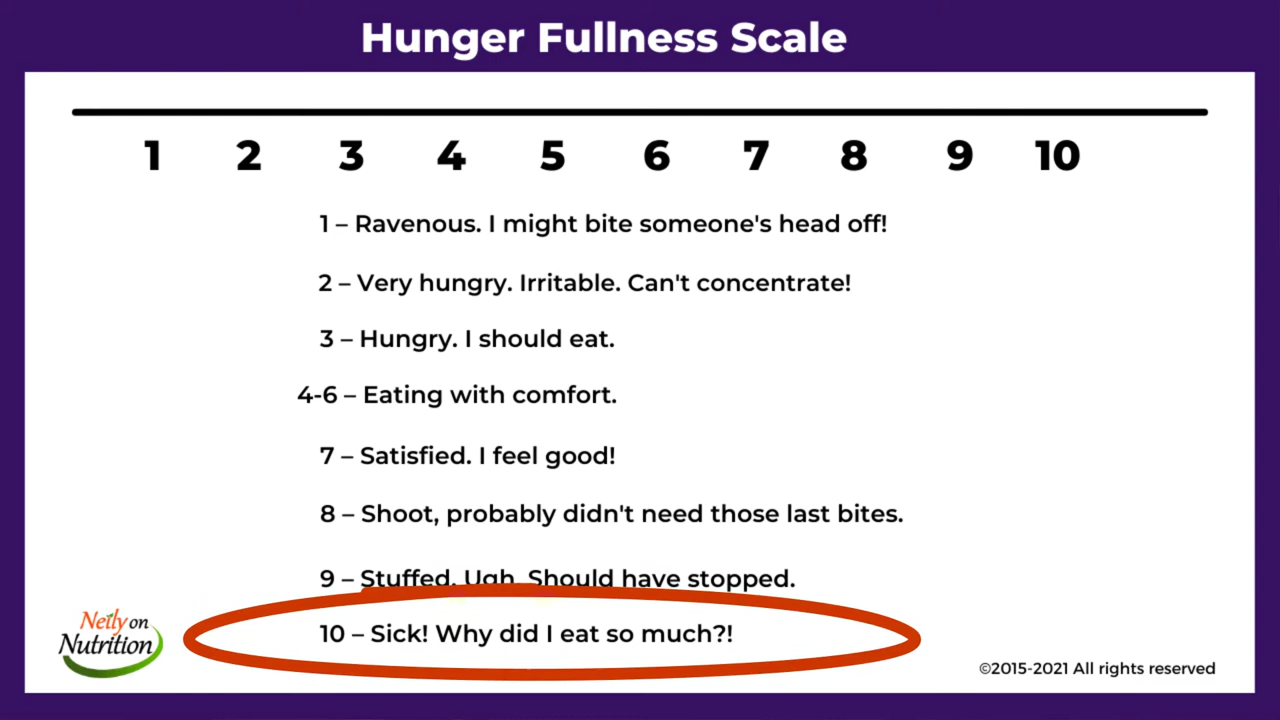 Hunger Fullness Scale
1 2 3 4 5 6 7 8 9 10
1 – Ravenous. I might bite someone's head off!
2 – Very hungry. Irritable. Can't concentrate!
3 – Hungry. I should eat.
4-6 – Eating with comfort.
7 – Satisfied. I feel good!
8 – Shoot, probably didn't need those last bites.
9 – Stuffed. Ugh. Should have stopped.
10 – Sick! Why did I eat so much?!
Netly on
Nutrition
©2015-2021 All rights reserved